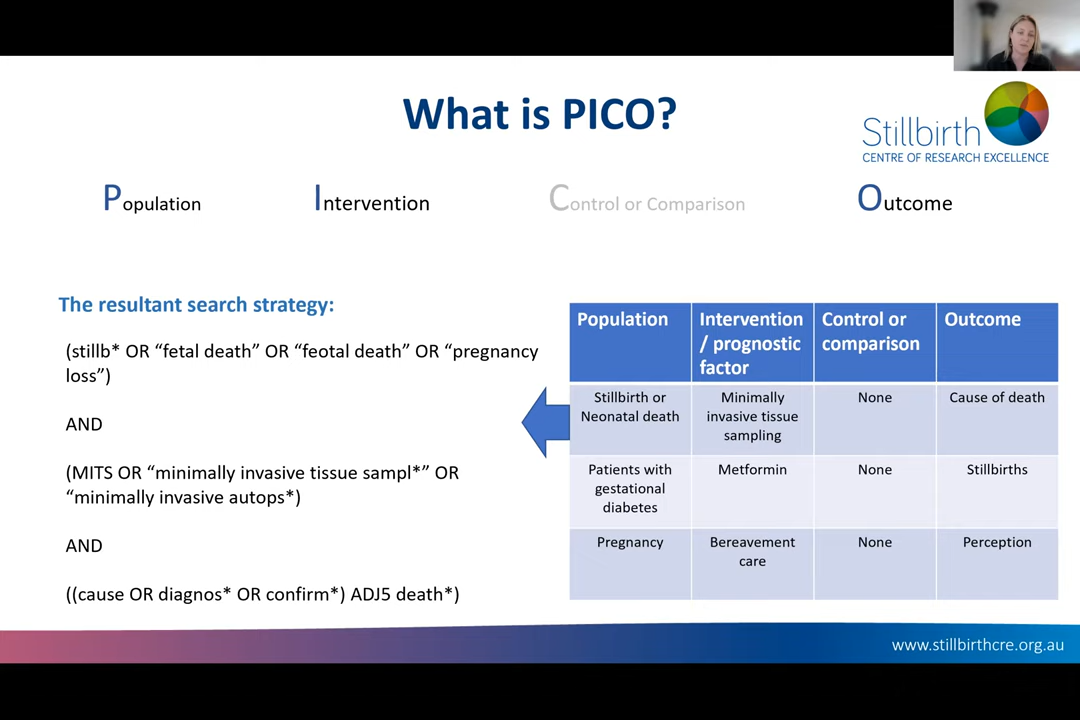 What is PICO?
Stillbirth
CENTRE OF RESEARCH EXCELLENCE
Population
Intervention
Control or Comparison
Outcome
The resultant search strategy:
(stillb* OR “fetal death” OR “feotal death” OR “pregnancy
loss”)
AND
(MITS OR “minimally invasive tissue sampl*” OR
“minimally invasive autops*)
AND
((cause OR diagnos* OR confirm*) ADJ5 death*)
Population
Intervention
/ prognostic
factor
Control or
comparison
Outcome
Stillbirth or
Neonatal death
Minimally
invasive tissue
sampling
None
Cause of death
Patients with
gestational
diabetes
Metformin
None
Stillbirths
Pregnancy
Bereavement
care
None
Perception
www.stillbirthcre.org.au